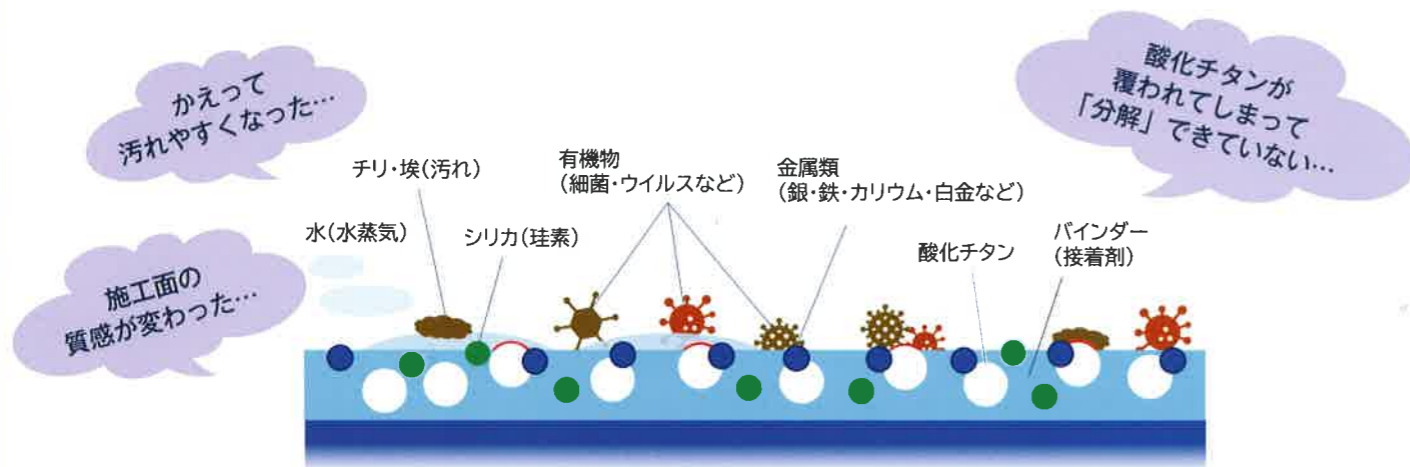 かえって
汚れやすくなった…
酸化チタンが
覆われてしまって
「分解」できていない…
施工面の
質感が変わった…
チリ・埃(汚れ)
有機物
(細菌・ウイルスなど)
金属類
(銀・鉄・カリウム・白金など)
水(水蒸気)
シリカ(珪素)
酸化チタン
バインダー
(接着剤)